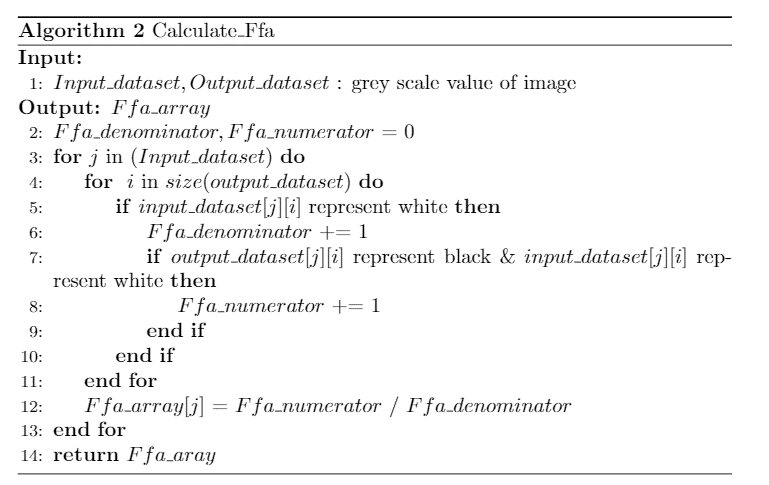 Algorithm 2 Calculate_Ffa
Input:
1: Input_dataset, Output_dataset : grey scale value of image
Output: Ffa_array
2: Ffa_denominator, Ffa_numerator = 0
3: for j in (Input_dataset) do
4: for i in size(output_dataset) do
5: if input_dataset[j][i] represent white then
6: Ffa_denominator += 1
7: if output_dataset[j][i] represent black & input_dataset[j][i] rep-
resent white then
8: Ffa_numerator += 1
9: end if
10: end if
11: end for
12: Ffa_array[j] = Ffa_numerator / Ffa_denominator
13: end for
14: return Ffa_aray